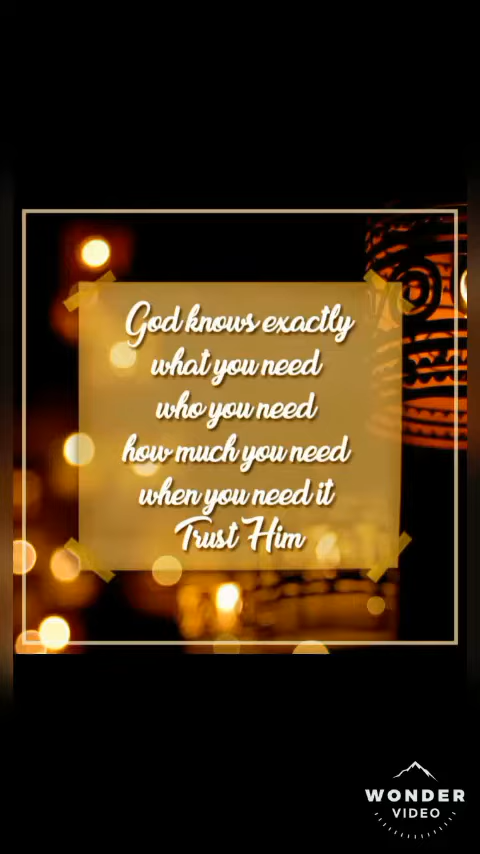 God knows exactly
what you need
who you need
how much you need
when you need it
Trust Him
WONDER
VIDEO